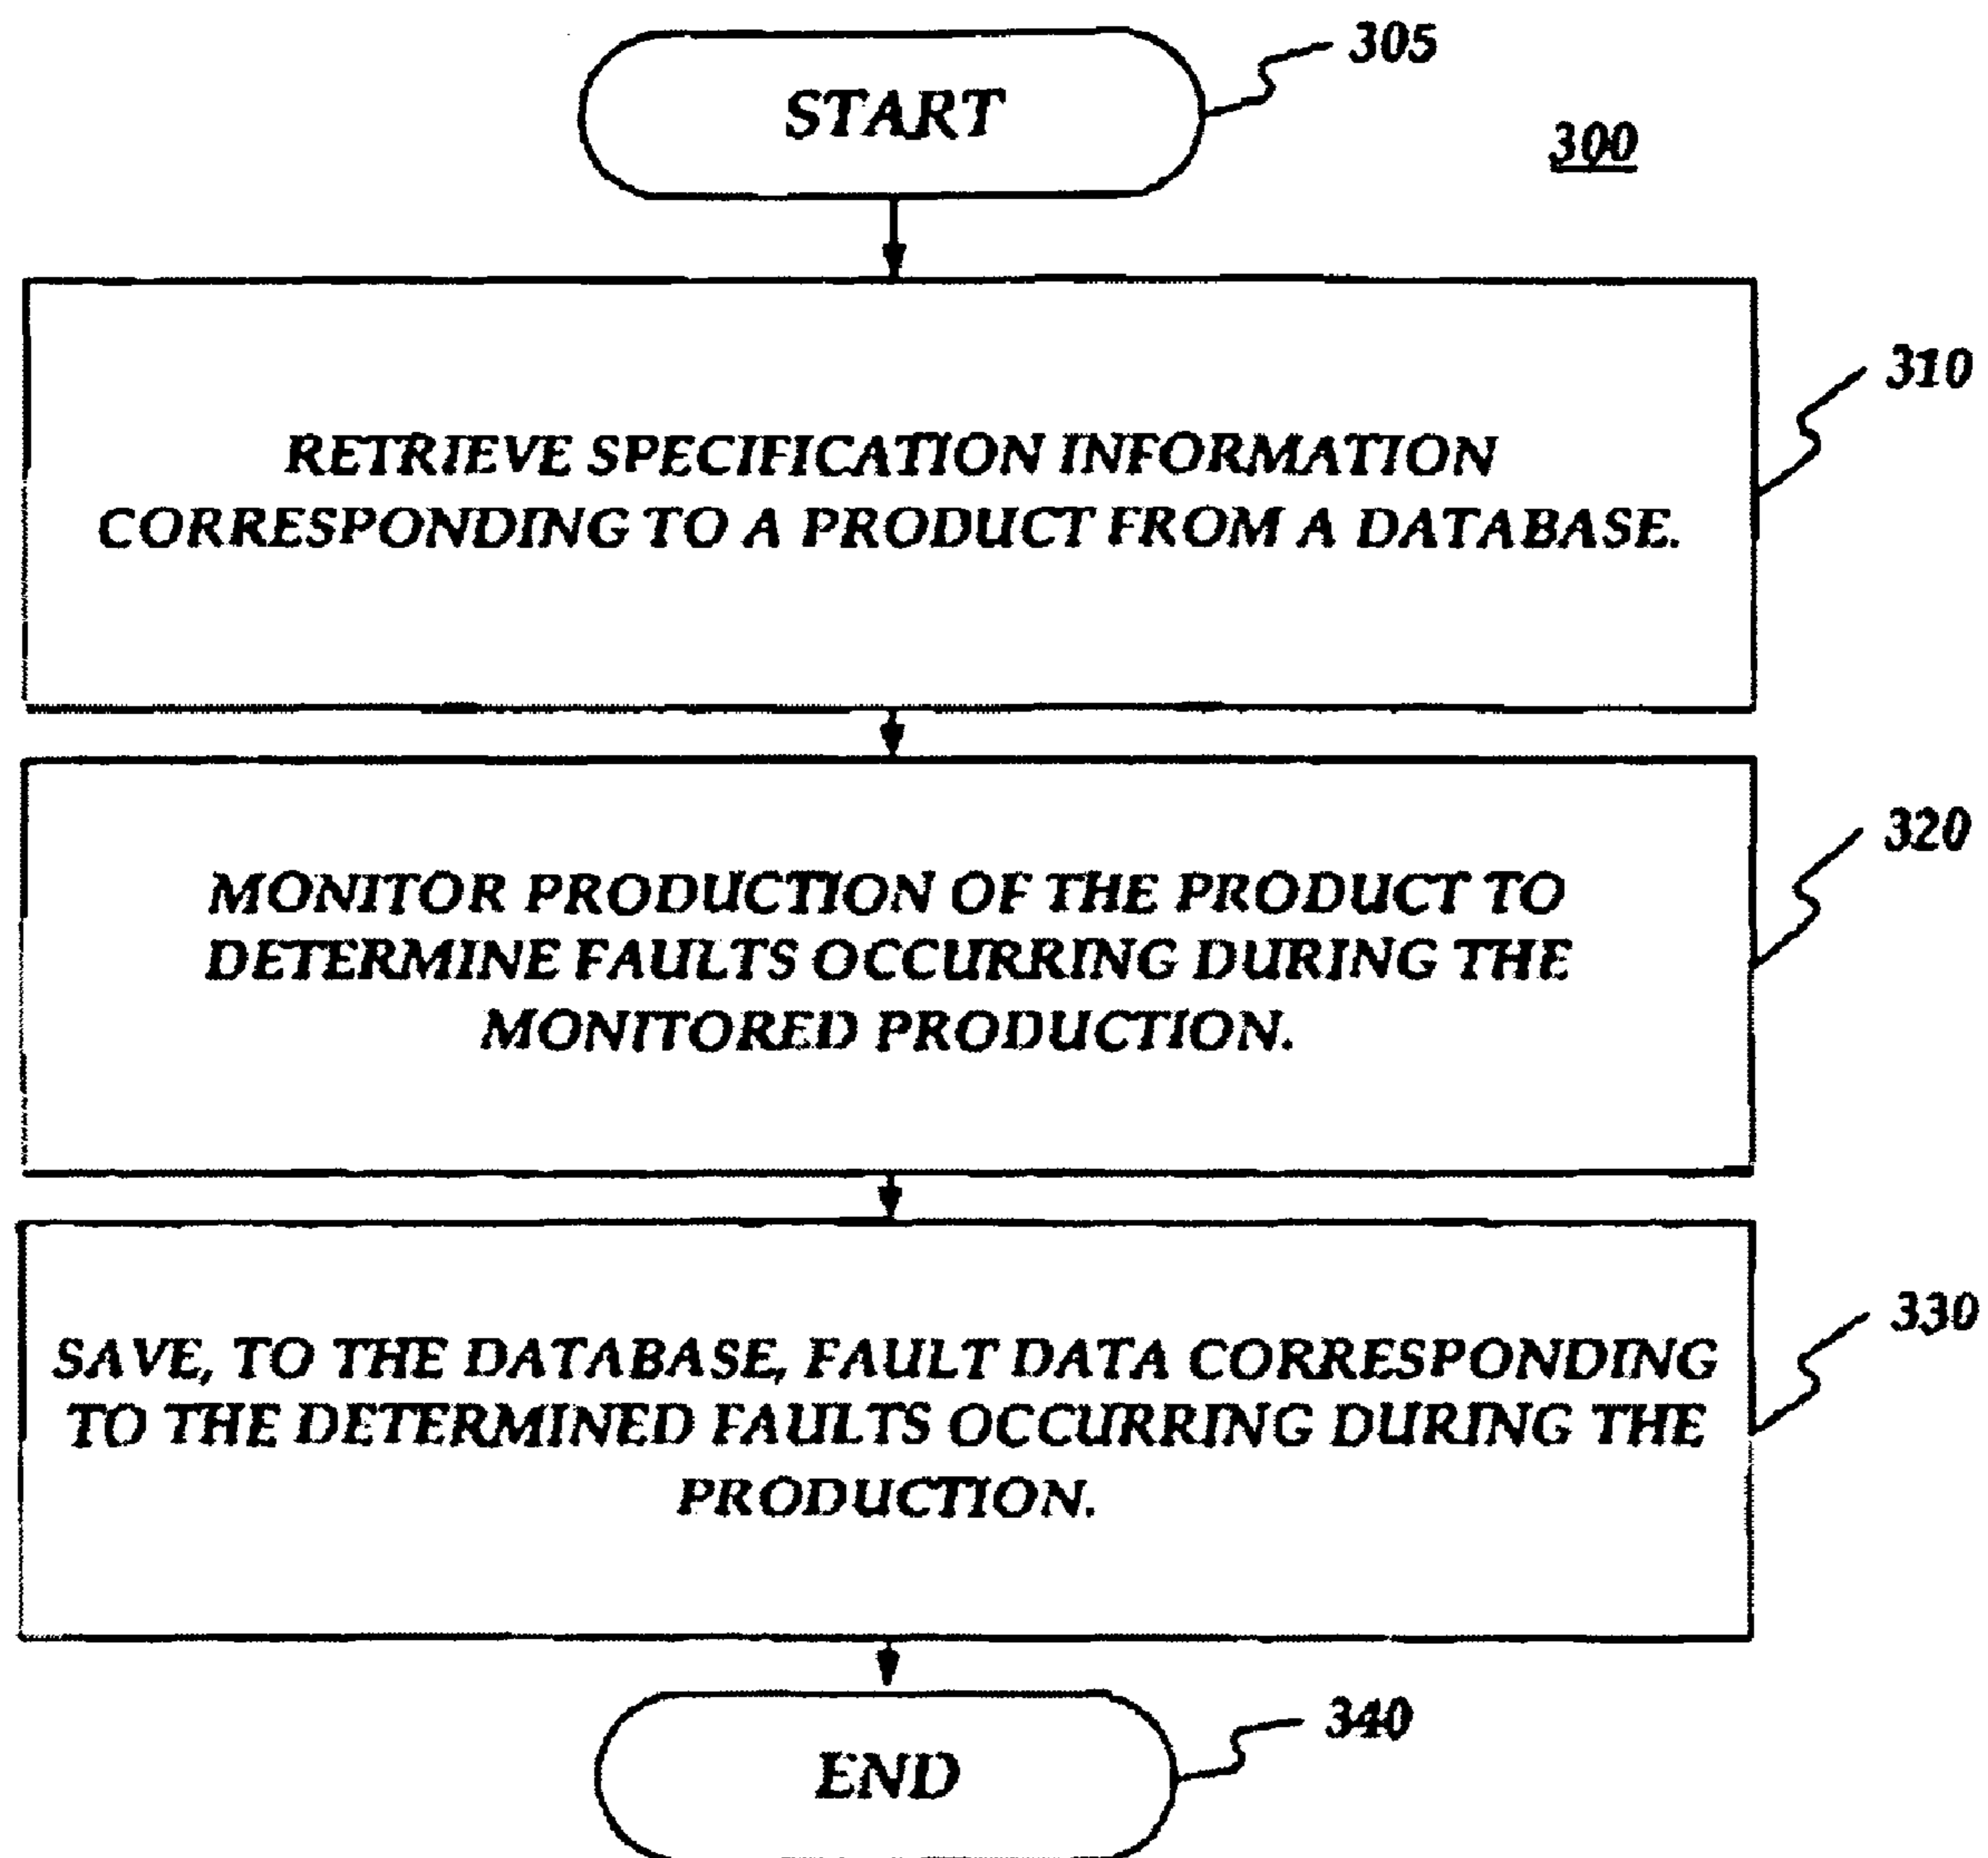 START
305
300
RETRIEVE SPECIFICATION INFORMATION
CORRESPONDING TO A PRODUCT FROM A DATABASE.
310
MONITOR PRODUCTION OF THE PRODUCT TO
DETERMINE FAULTS OCCURRING DURING THE
MONITORED PRODUCTION.
320
SAVE, TO THE DATABASE, FAULT DATA CORRESPONDING
TO THE DETERMINED FAULTS OCCURRING DURING THE
PRODUCTION.
330
END
340